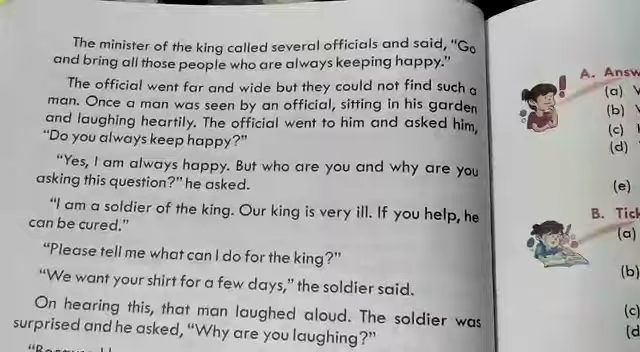 The minister of the king called several officials and said, “Go
and bring all those people who are always keeping happy.”
The official went far and wide but they could not find such a
man. Once a man was seen by an official, sitting in his garden
and laughing heartily. The official went to him and asked him,
“Do you always keep happy?”
“Yes, I am always happy. But who are you and why are you
asking this question?” he asked.
“I am a soldier of the king. Our king is very ill. If you help, he
can be cured.”
“Please tell me what can I do for the king?”
“We want your shirt for a few days,” the soldier said.
On hearing this, that man laughed aloud. The soldier was
surprised and he asked, “Why are you laughing?”
A. Answ
(a)
(b)
(c)
(d)
(e)
B. Tick
(a)
(b)
(c)
(d